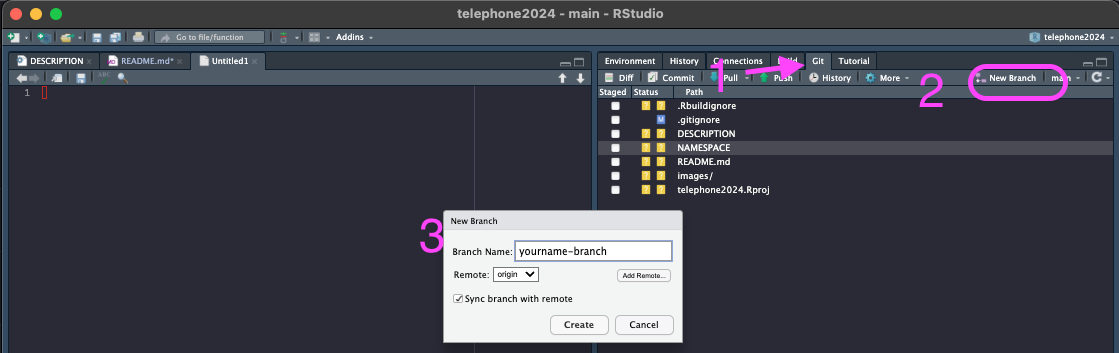 telephone2024 - main - RStudio
Go to file/function
Addins
telephone2024
DESCRIPTION
README.md*
Untitled1
ABC
1
Environment
History
Connections
Build
Git
Tutorial
1
Diff
Commit
Pull
Push
History
More
2
New Branch
main
Staged
Status
Path
? ? .Rbuildignore
M .gitignore
? ? DESCRIPTION
? ? NAMESPACE
? ? README.md
? ? images/
? ? telephone2024.Rproj
3
New Branch
Branch Name: yourname-branch
Remote: origin Add Remote...
Sync branch with remote
Create Cancel